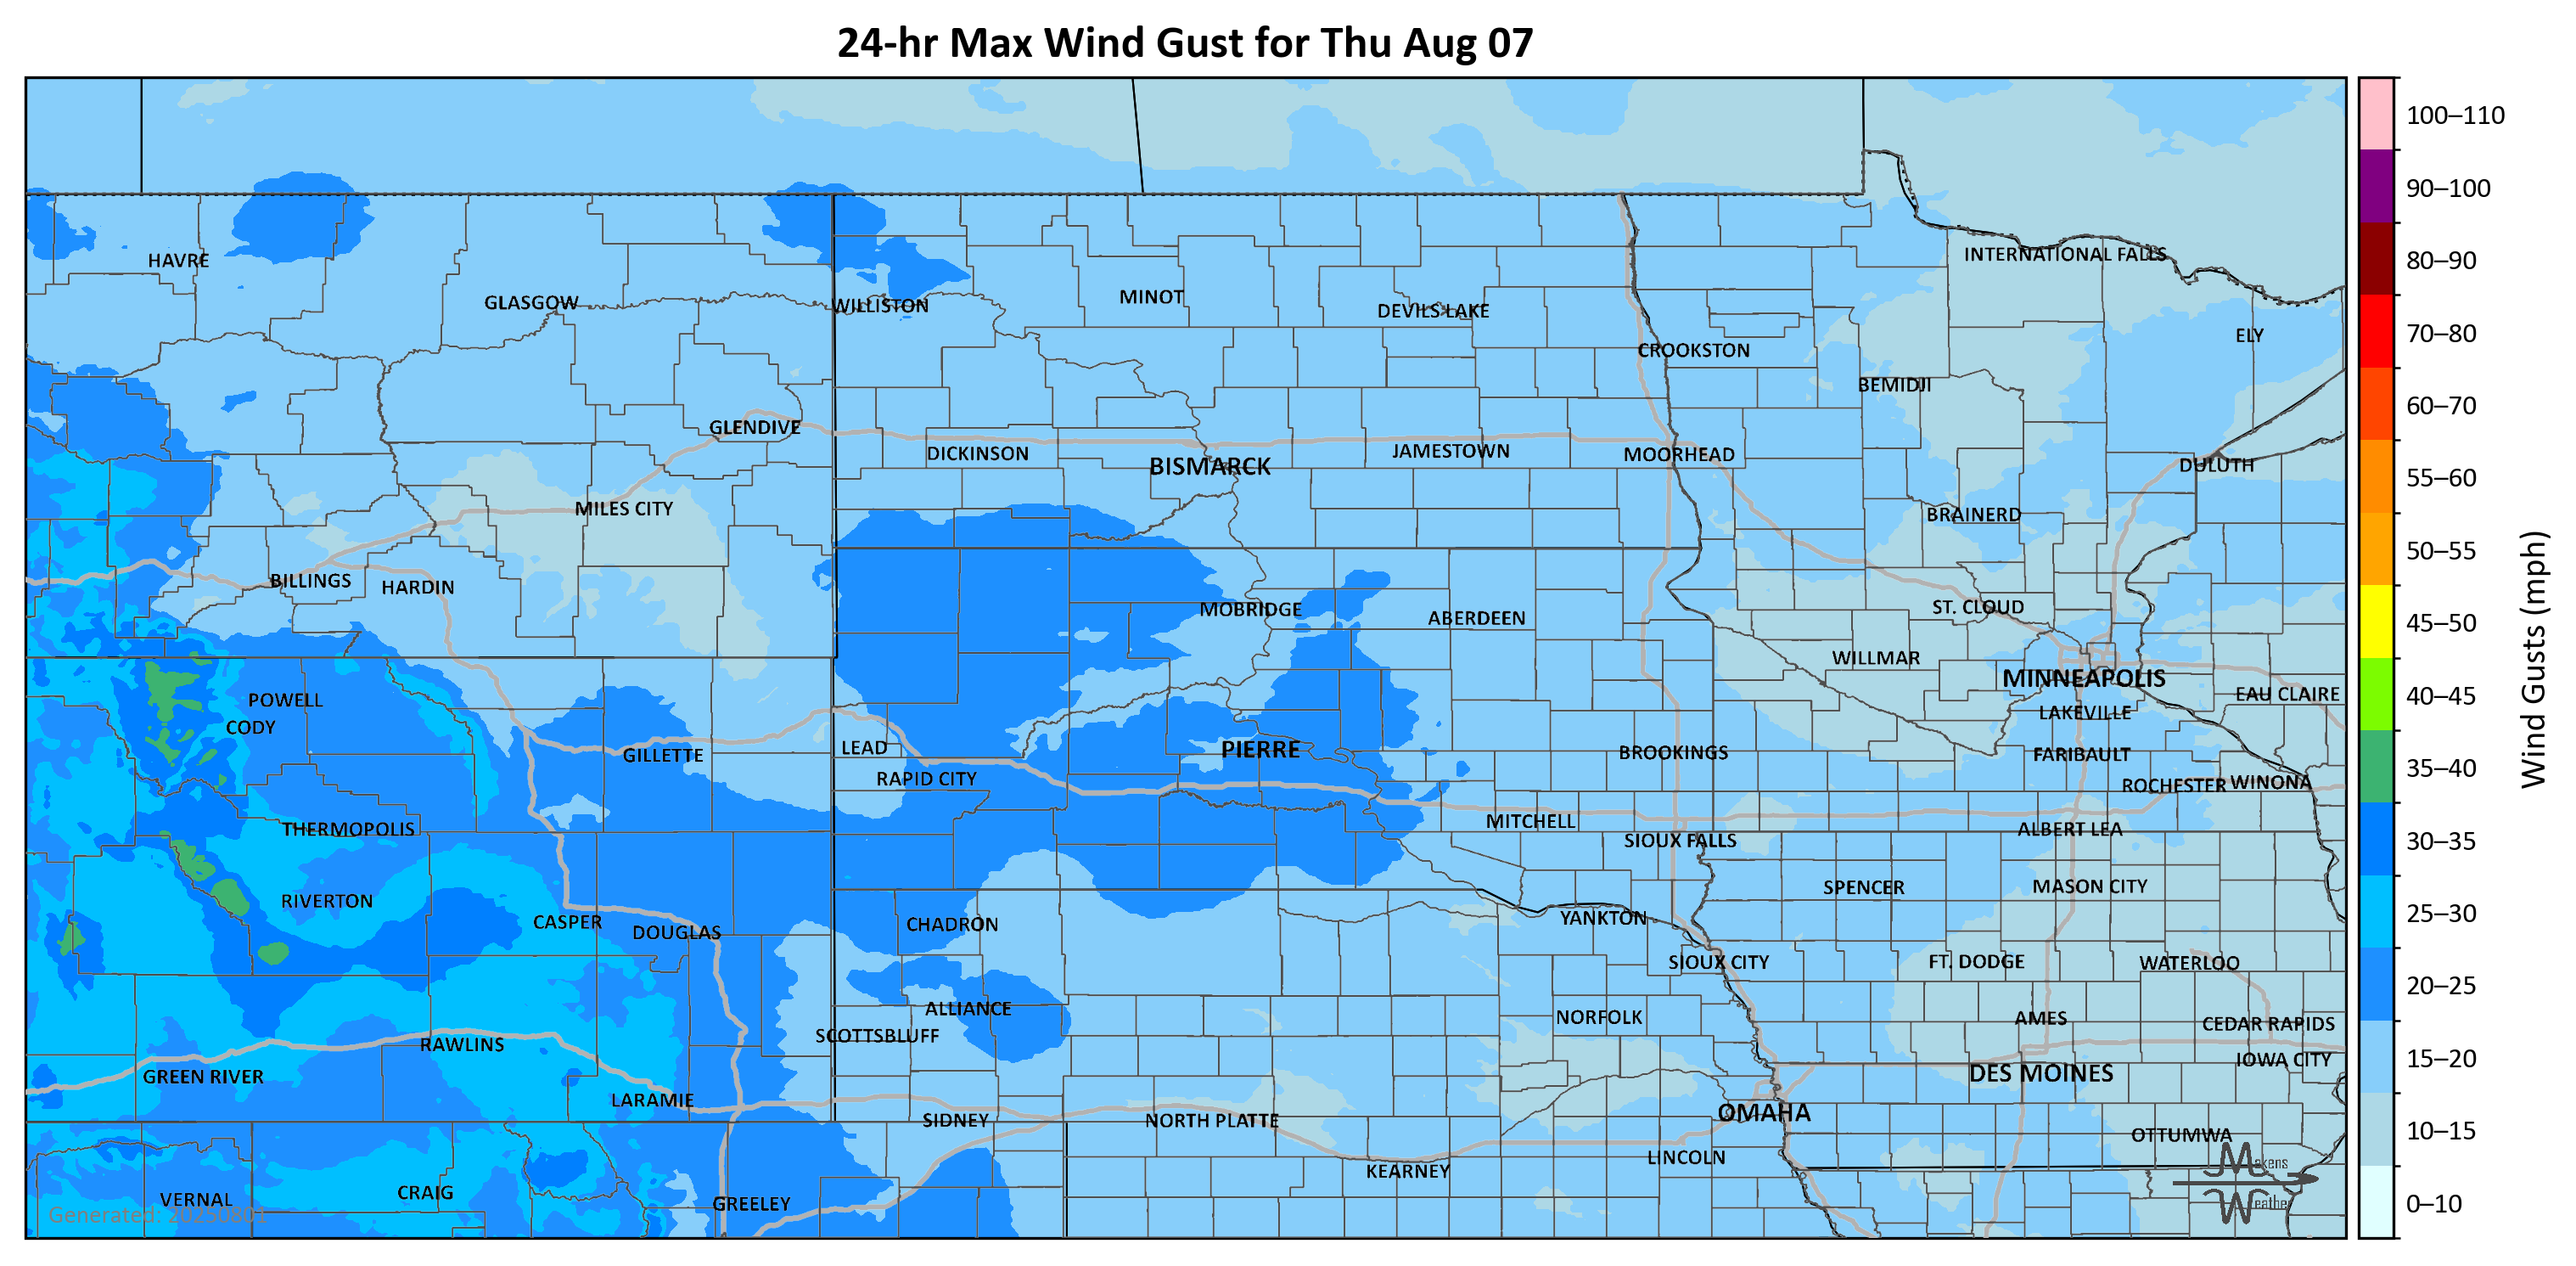 24-hr Max Wind Gust for Thu Aug 07
100–110
90–100
80–90
70–80
60–70
55–60
50–55
45–50
40–45
35–40
30–35
25–30
20–25
15–20
10–15
0–10
Wind Gusts (mph)
HAVRE
GLASGOW
WILLISTON
MINOT
DEVILS LAKE
INTERNATIONAL FALLS
ELY
CROOKSTON
BEMIDJI
GLENDIVE
DICKINSON
BISMARCK
JAMESTOWN
MOORHEAD
DULUTH
MILES CITY
BRAINERD
BILLINGS
HARDIN
MOBRIDGE
ABERDEEN
ST. CLOUD
WILLMAR
MINNEAPOLIS
EAU CLAIRE
POWELL
CODY
LAKEVILLE
GILLETTE
LEAD
PIERRE
BROOKINGS
FARIBAULT
RAPID CITY
ROCHESTER
WINONA
THERMOPOLIS
MITCHELL
SIOUX FALLS
ALBERT LEA
RIVERTON
SPENCER
MASON CITY
CASPER
DOUGLAS
CHADRON
YANKTON
SIOUX CITY
FT. DODGE
WATERLOO
ALLIANCE
SCOTTSBLUFF
NORFOLK
AMES
CEDAR RAPIDS
RAWLINS
IOWA CITY
GREEN RIVER
DES MOINES
LARAMIE
SIDNEY
NORTH PLATTE
OMAHA
OTTUMWA
KEARNEY
LINCOLN
VERNAL
CRAIG
GREELEY
Generated: 20250801
Makens
Weather